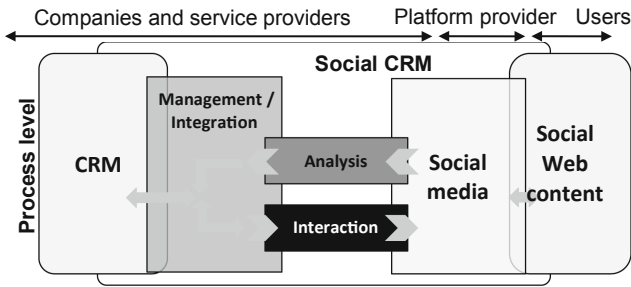 Companies and service providers Platform provider Users
Social CRM
Process level
Management /
Integration
CRM
Analysis
Interaction
Social
media
Social
Web
content